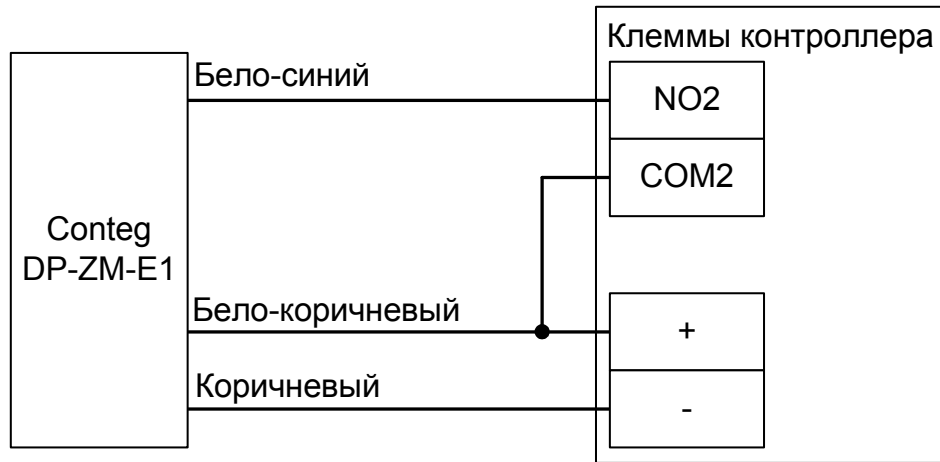 Клеммы контроллера
Бело-синий
NO2
COM2
Conteg
DP-ZM-E1
Бело-коричневый
+
Коричневый
-